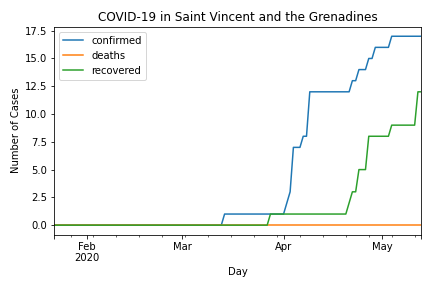 COVID-19 in Saint Vincent and the Grenadines
17.5
15.0
12.5
10.0
7.5
5.0
2.5
0.0
Number of Cases
confirmed
deaths
recovered
Feb
2020
Mar
Apr
May
Day